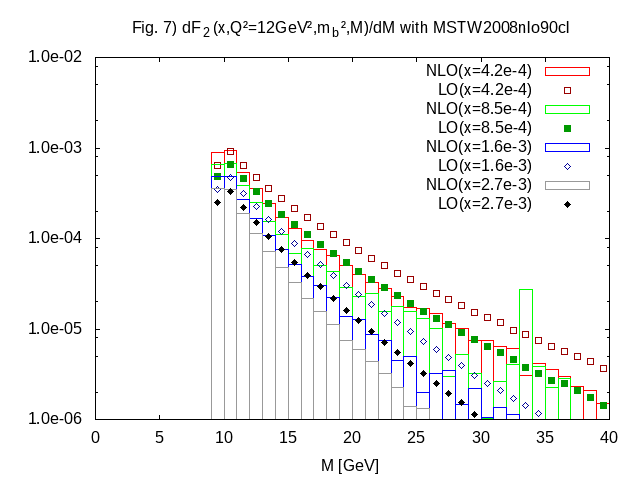 Fig. 7) dF₂(x,Q²=12GeV²,m_b²,M)/dM with MSTW2008nlo90cl
1.0e-02
NLO(x=4.2e-4)
LO(x=4.2e-4)
NLO(x=8.5e-4)
LO(x=8.5e-4)
1.0e-03
NLO(x=1.6e-3)
LO(x=1.6e-3)
NLO(x=2.7e-3)
LO(x=2.7e-3)
1.0e-04
1.0e-05
1.0e-06
0 5 10 15 20 25 30 35 40
M [GeV]